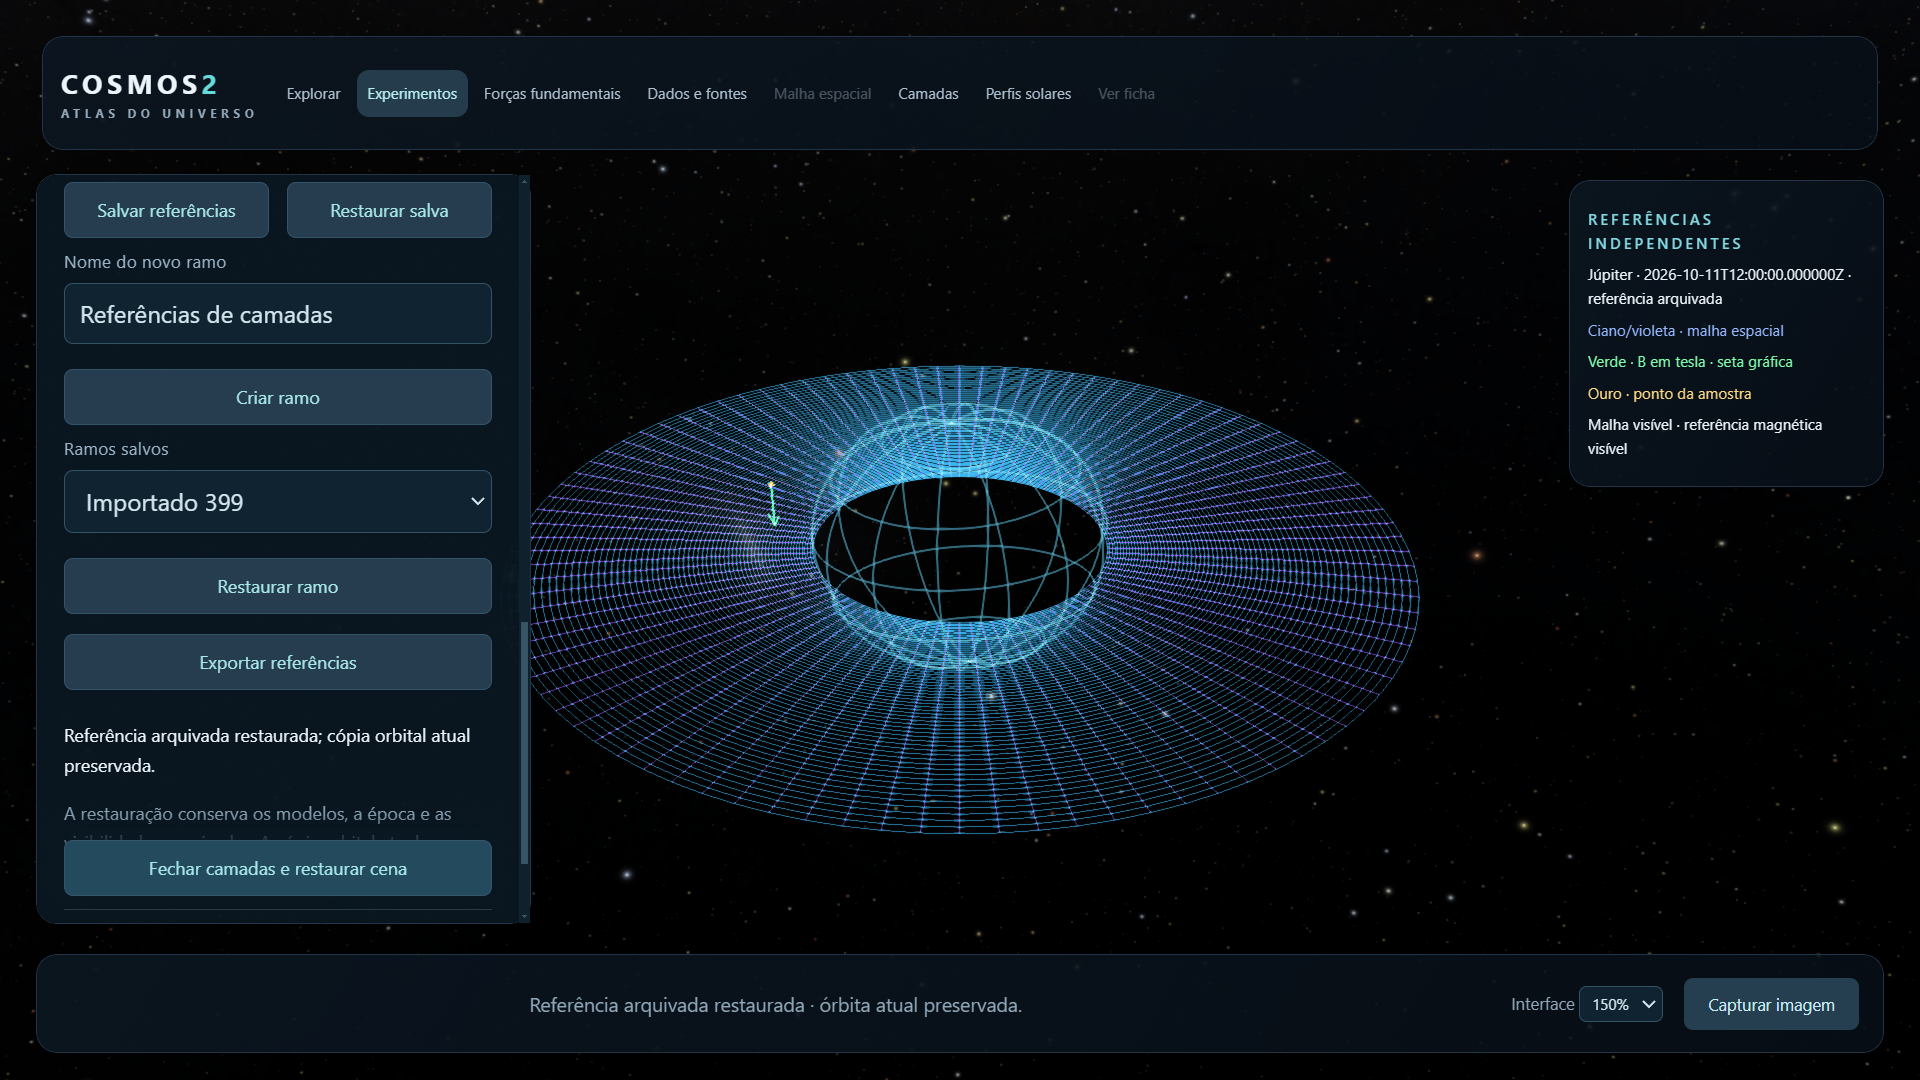 COSMOS2
ATLAS DO UNIVERSO
Explorar
Experimentos
Forças fundamentais
Dados e fontes
Malha espacial
Camadas
Perfis solares
Ver ficha
Salvar referências
Restaurar salva
Nome do novo ramo
Referências de camadas
Criar ramo
Ramos salvos
Importado 399
Restaurar ramo
Exportar referências
Referência arquivada restaurada; cópia orbital atual
preservada.
A restauração conserva os modelos, a época e as
Fechar camadas e restaurar cena
REFERÊNCIAS
INDEPENDENTES
Júpiter · 2026-10-11T12:00:00.000000Z ·
referência arquivada
Ciano/violeta · malha espacial
Verde · B em tesla · seta gráfica
Ouro · ponto da amostra
Malha visível · referência magnética
visível
Referência arquivada restaurada · órbita atual preservada.
Interface
150%
Capturar imagem